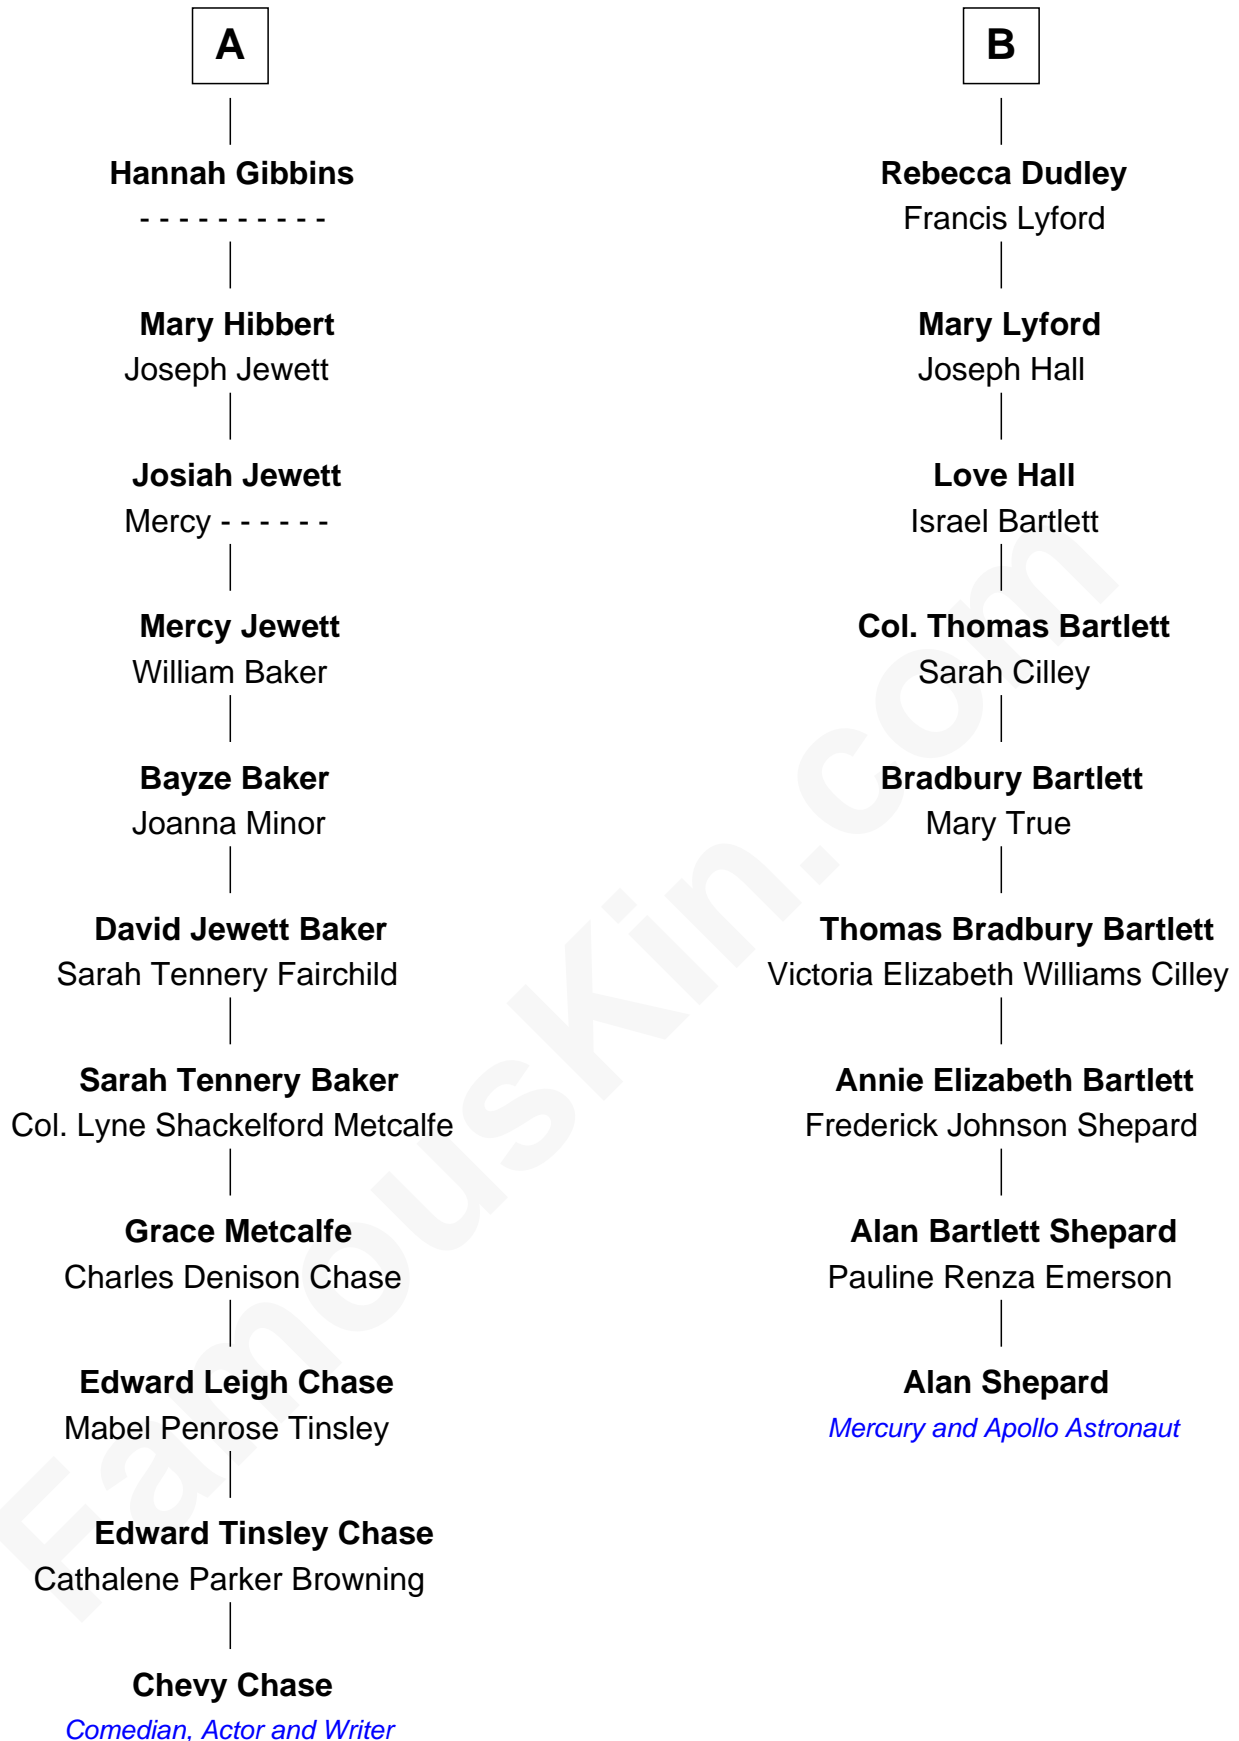 A
Hannah Gibbins
- - - - - - - - - -
Mary Hibbert
Joseph Jewett
Josiah Jewett
Mercy - - - - - -
Mercy Jewett
William Baker
Bayze Baker
Joanna Minor
David Jewett Baker
Sarah Tennery Fairchild
Sarah Tennery Baker
Col. Lyne Shackelford Metcalfe
Grace Metcalfe
Charles Denison Chase
Edward Leigh Chase
Mabel Penrose Tinsley
Edward Tinsley Chase
Cathalene Parker Browning
Chevy Chase
Comedian, Actor and Writer
B
Rebecca Dudley
Francis Lyford
Mary Lyford
Joseph Hall
Love Hall
Israel Bartlett
Col. Thomas Bartlett
Sarah Cilley
Bradbury Bartlett
Mary True
Thomas Bradbury Bartlett
Victoria Elizabeth Williams Cilley
Annie Elizabeth Bartlett
Frederick Johnson Shepard
Alan Bartlett Shepard
Pauline Renza Emerson
Alan Shepard
Mercury and Apollo Astronaut
FamousKin.com